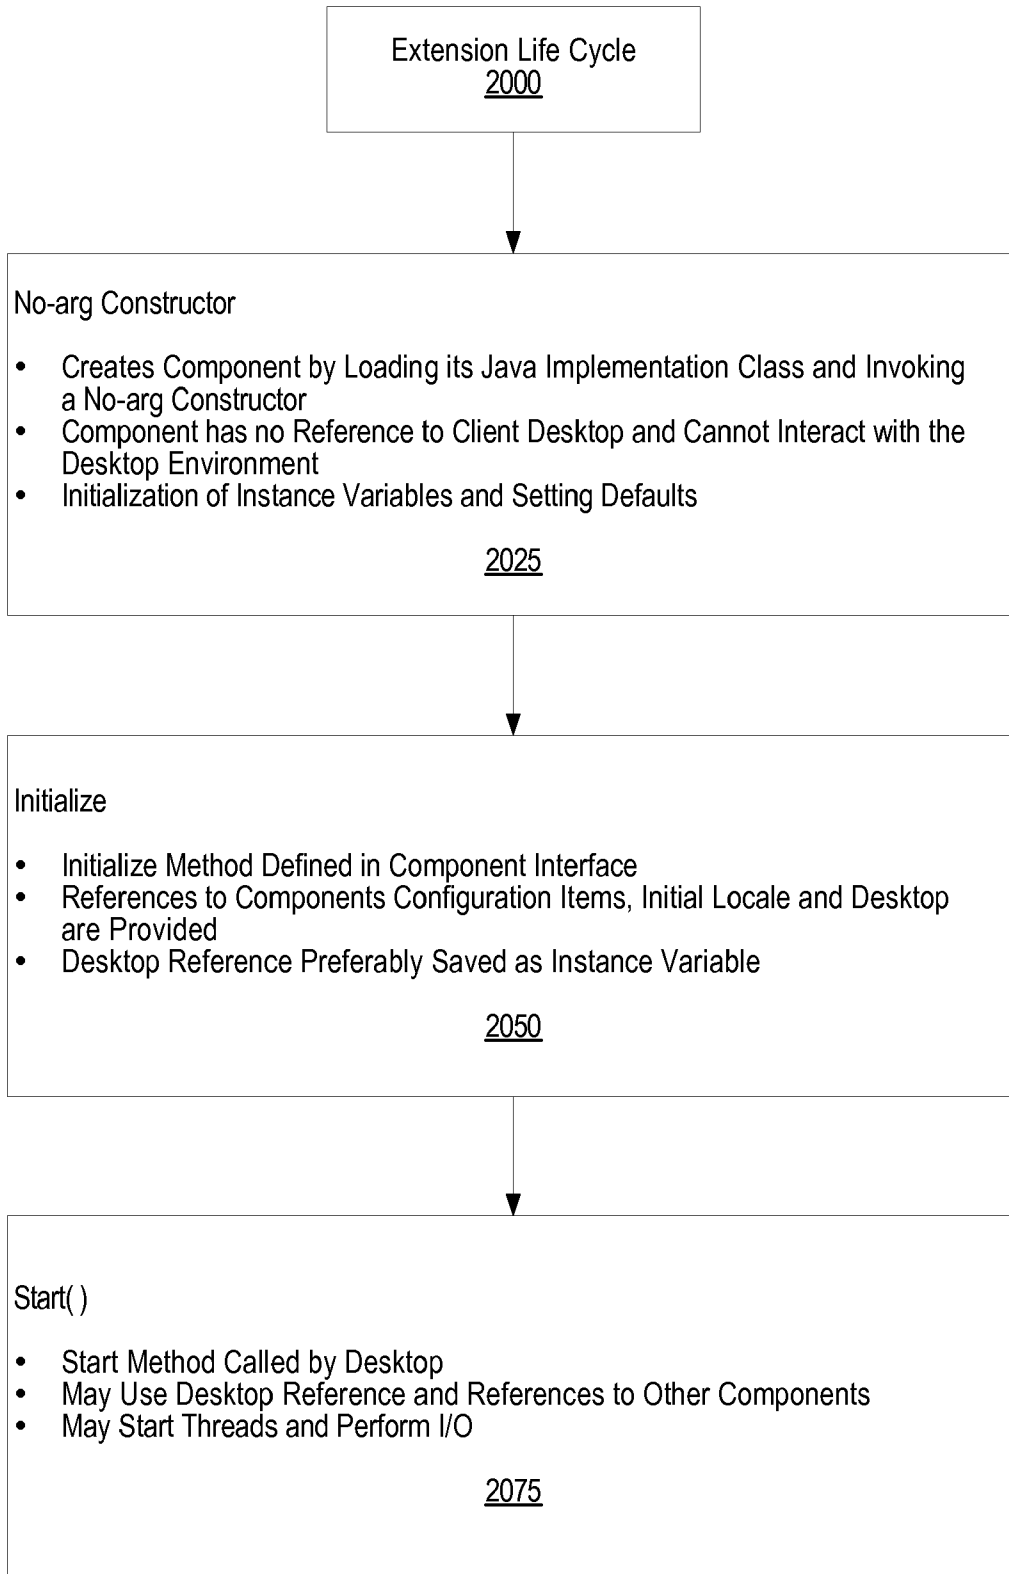 Extension Life Cycle
2000
No-arg Constructor
• Creates Component by Loading its Java Implementation Class and Invoking
a No-arg Constructor
• Component has no Reference to Client Desktop and Cannot Interact with the
Desktop Environment
• Initialization of Instance Variables and Setting Defaults
2025
Initialize
• Initialize Method Defined in Component Interface
• References to Components Configuration Items, Initial Locale and Desktop
are Provided
• Desktop Reference Preferably Saved as Instance Variable
2050
Start( )
• Start Method Called by Desktop
• May Use Desktop Reference and References to Other Components
• May Start Threads and Perform I/O
2075